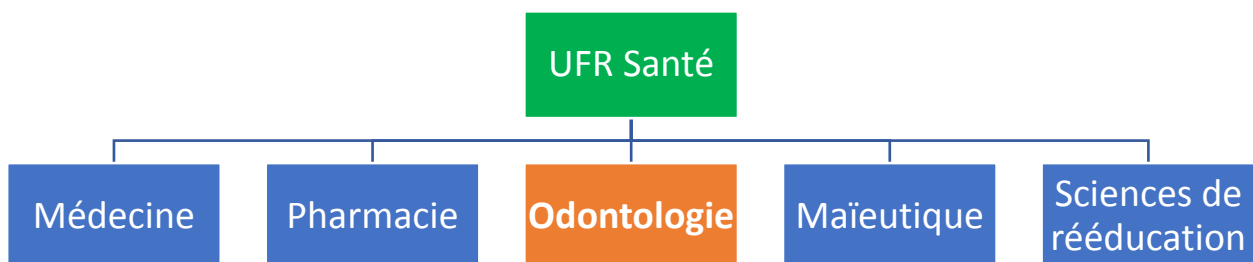 UFR Santé
Médecine
Pharmacie
Odontologie
Maïeutique
Sciences de
rééducation